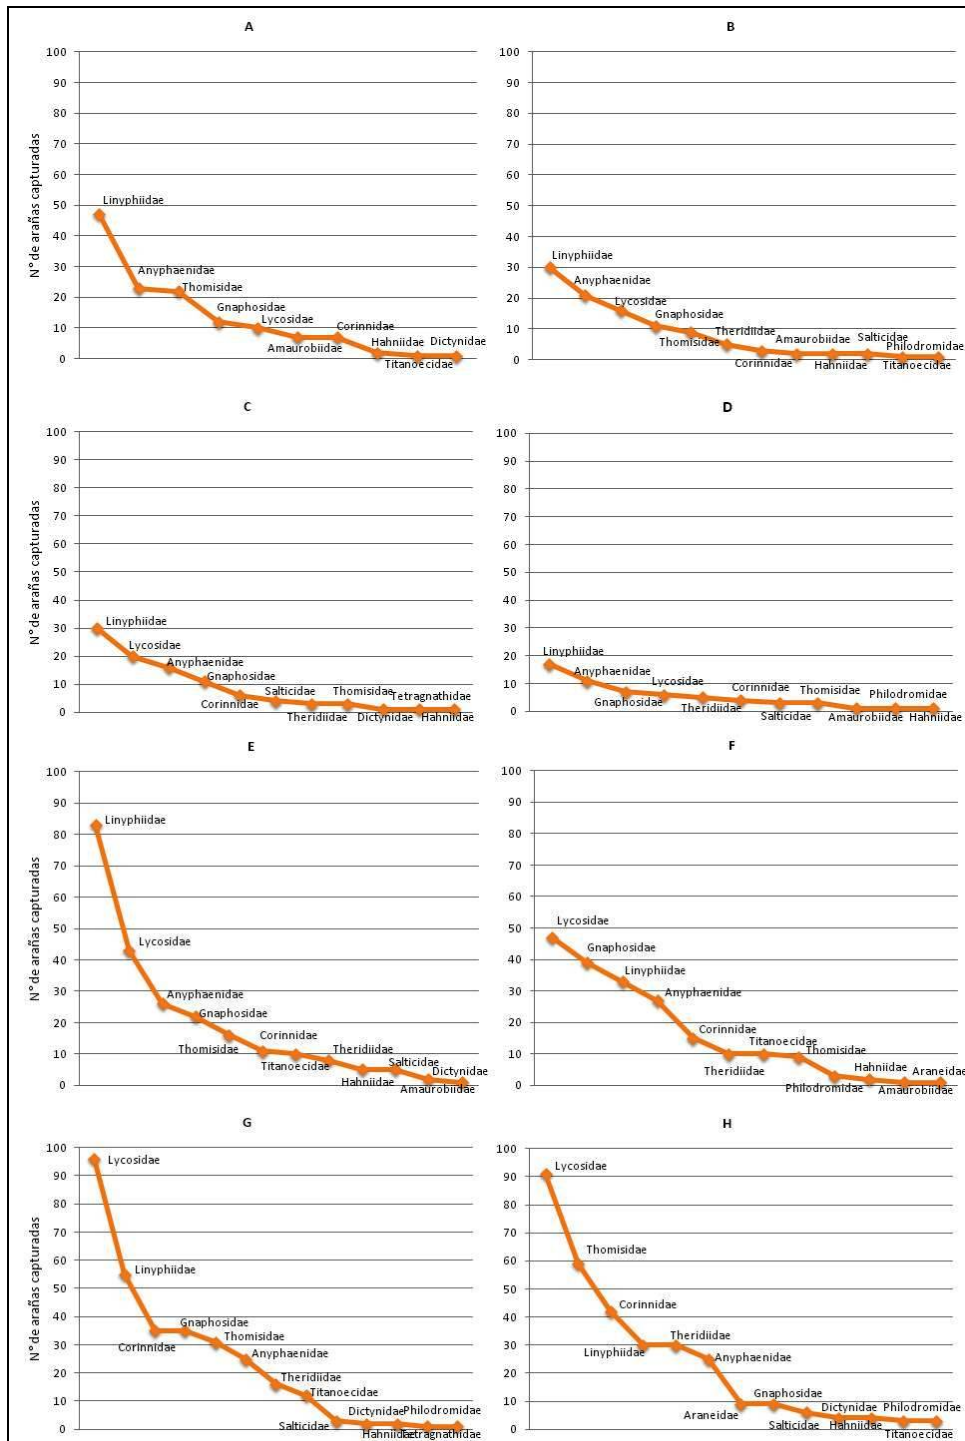 A
N° de arañas capturadas
100
90
80
70
60
50
40
30
20
10
0
Linyphiidae
Anyphaenidae
Thomisidae
Gnaphosidae
Lycosidae
Amaurobiidae
Corinnidae
Hahniidae
Titanoecidae
Dictynidae
B
100
90
80
70
60
50
40
30
20
10
0
Linyphiidae
Anyphaenidae
Lycosidae
Gnaphosidae
Thomisidae
Theridiidae
Corinnidae
Amaurobiidae
Hahniidae
Salticidae
Titanoecidae
Philodromidae
C
N° de arañas capturadas
100
90
80
70
60
50
40
30
20
10
0
Linyphiidae
Lycosidae
Anyphaenidae
Gnaphosidae
Corinnidae
Salticidae
Theridiidae
Thomisidae
Dictynidae
Tetragnathidae
Hahniidae
D
100
90
80
70
60
50
40
30
20
10
0
Linyphiidae
Anyphaenidae
Gnaphosidae
Lycosidae
Theridiidae
Corinnidae
Salticidae
Thomisidae
Amaurobiidae
Philodromidae
Hahniidae
E
N° de arañas capturadas
100
90
80
70
60
50
40
30
20
10
0
Linyphiidae
Lycosidae
Anyphaenidae
Gnaphosidae
Thomisidae
Corinnidae
Titanoecidae
Theridiidae
Hahniidae
Salticidae
Amaurobiidae
Dictynidae
F
100
90
80
70
60
50
40
30
20
10
0
Lycosidae
Gnaphosidae
Linyphiidae
Anyphaenidae
Corinnidae
Theridiidae
Titanoecidae
Thomisidae
Philodromidae
Hahniidae
Amaurobiidae
Araneidae
G
N° de arañas capturadas
100
90
80
70
60
50
40
30
20
10
0
Lycosidae
Linyphiidae
Corinnidae
Gnaphosidae
Thomisidae
Anyphaenidae
Theridiidae
Titanoecidae
Salticidae
Dictynidae
Hahniidae
Philodromidae
Tetragnathidae
H
100
90
80
70
60
50
40
30
20
10
0
Lycosidae
Thomisidae
Corinnidae
Linyphiidae
Theridiidae
Anyphaenidae
Araneidae
Gnaphosidae
Salticidae
Dictynidae
Hahniidae
Philodromidae
Titanoecidae